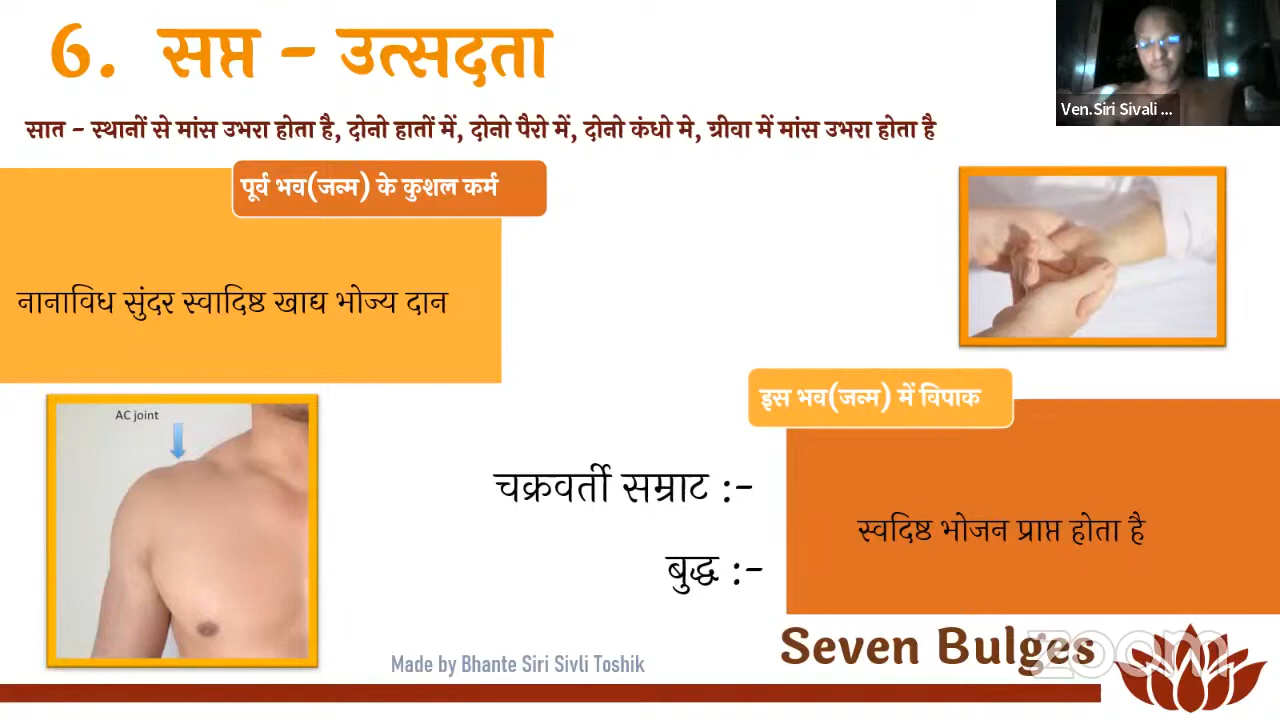 6. सप्त - उत्सदता
Ven.Siri Sivali ...
सात - स्थानों से मांस उभरा होता है, दोनो हातों में, दोनो पैरो में, दोनो कंधो मे, ग्रीवा में मांस उभरा होता है
पूर्व भव(जन्म) के कुशल कर्म
नानाविध सुंदर स्वादिष्ठ खाद्य भोज्य दान
इस भव(जन्म) में विपाक
AC joint
चक्रवर्ती सम्राट :-
स्वदिष्ठ भोजन प्राप्त होता है
बुद्ध :-
Seven Bulges
zoom
Made by Bhante Siri Sivli Toshik